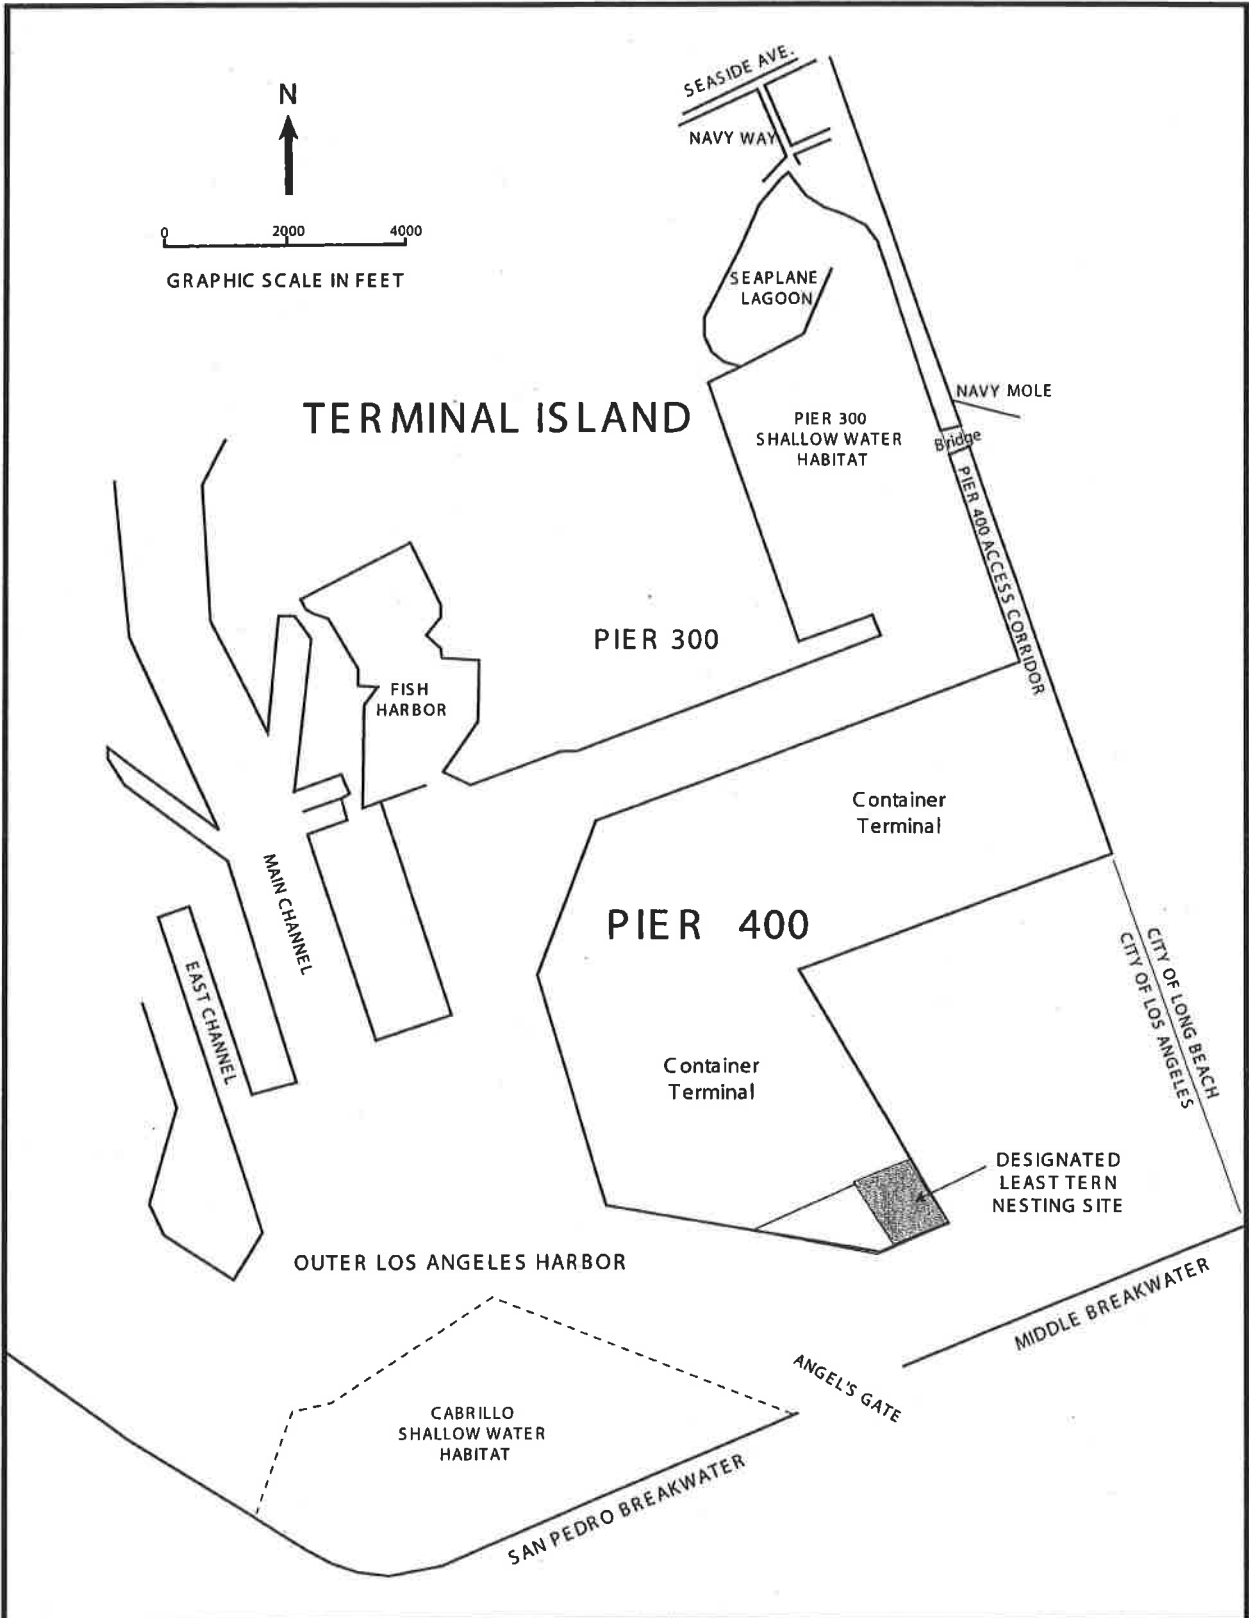 SEASIDE AVE.
N
NAVY WAY
0 2000 4000
GRAPHIC SCALE IN FEET
SEAPLANE
LAGOON
NAVY MOLE
TERMINAL ISLAND
PIER 300
SHALLOW WATER
HABITAT
Bridge
PIER 400 ACCESS CORRIDOR
PIER 300
FISH
HARBOR
Container
Terminal
MAIN CHANNEL
PIER 400
EAST CHANNEL
CITY OF LONG BEACH
CITY OF LOS ANGELES
Container
Terminal
DESIGNATED
LEAST TERN
NESTING SITE
OUTER LOS ANGELES HARBOR
MIDDLE BREAKWATER
ANGEL'S GATE
CABRILLO
SHALLOW WATER
HABITAT
SAN PEDRO BREAKWATER